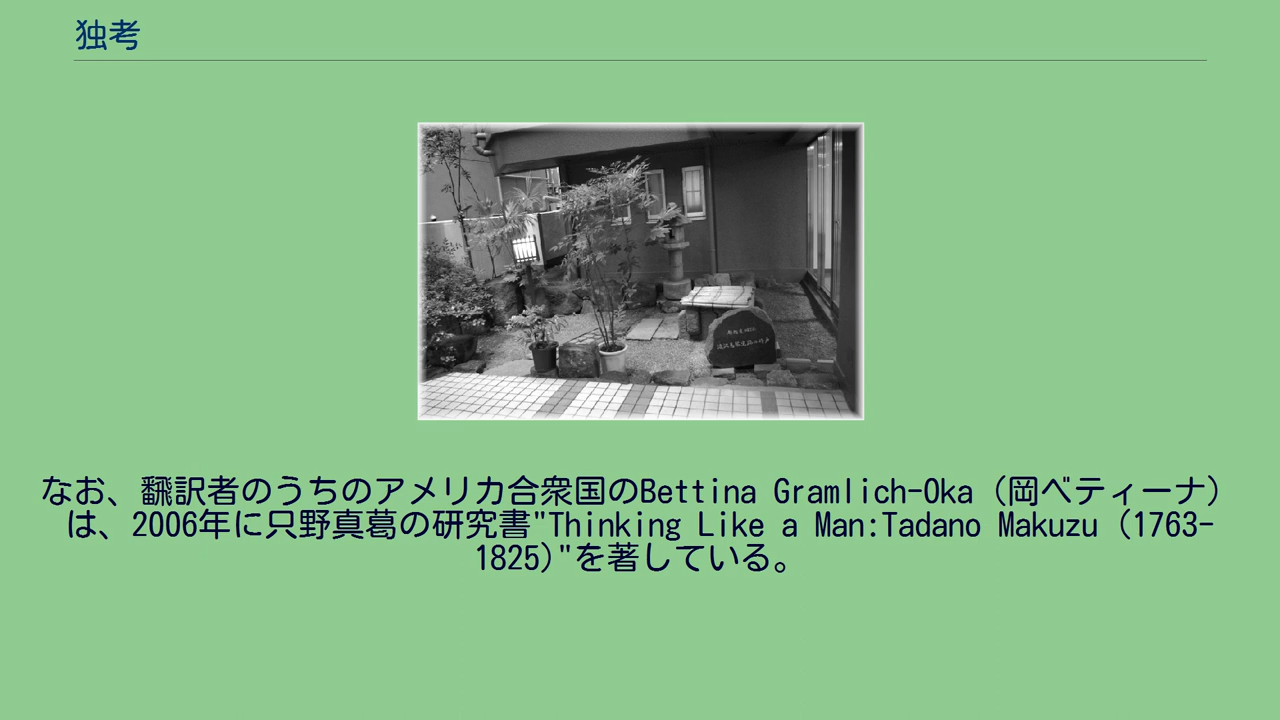 独考
なお、翻訳者のうちのアメリカ合衆国のBettina Gramlich-Oka（岡ベティーナ）
は、2006年に只野真葛の研究書"Thinking Like a Man:Tadano Makuzu (1763-
1825)"を著している。